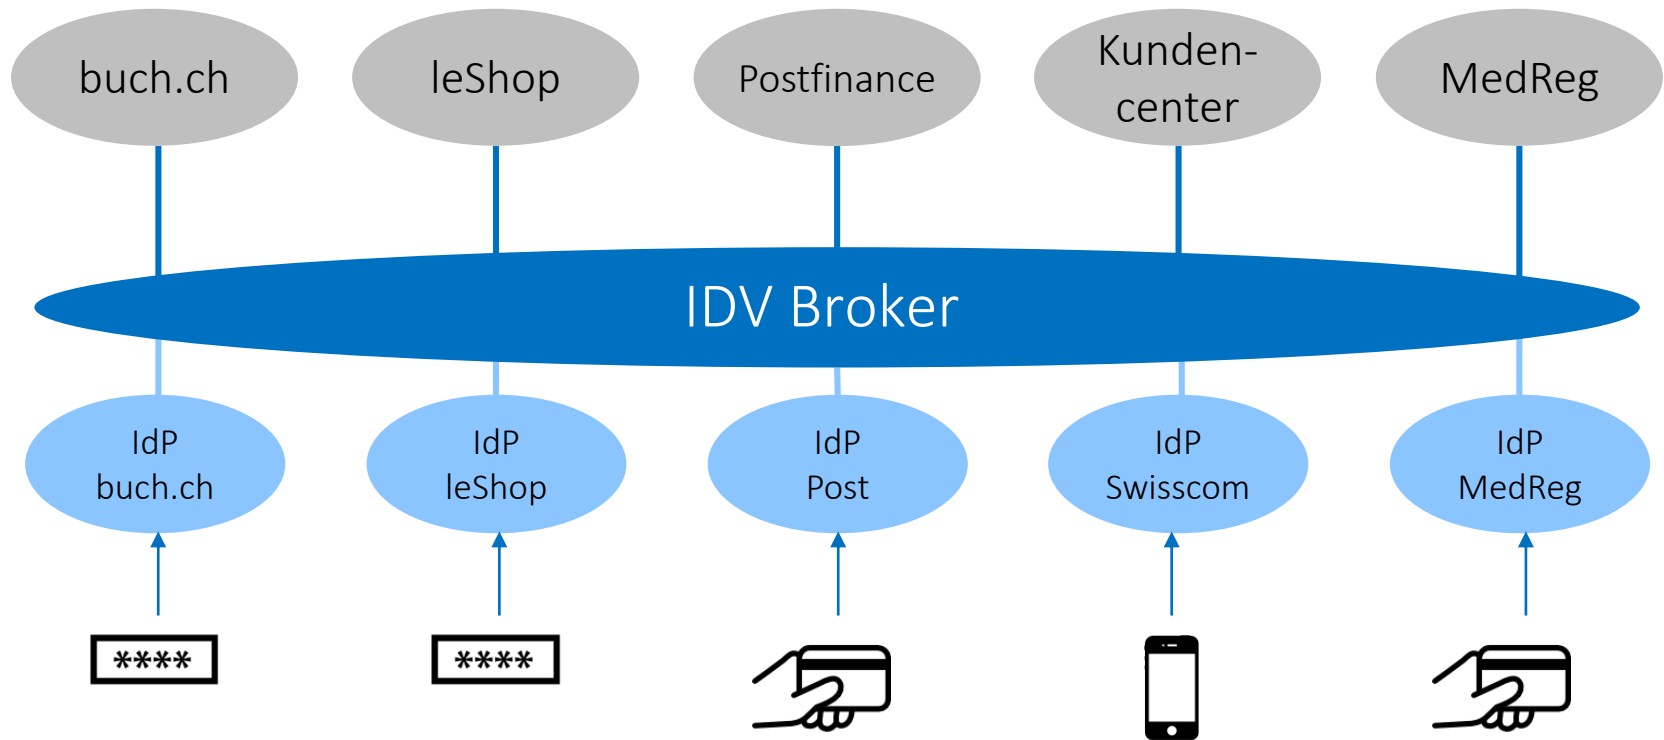 buch.ch
leShop
Postfinance
Kunden-
center
MedReg
IDV Broker
IdP
buch.ch
IdP
leShop
IdP
Post
IdP
Swisscom
IdP
MedReg
****
****